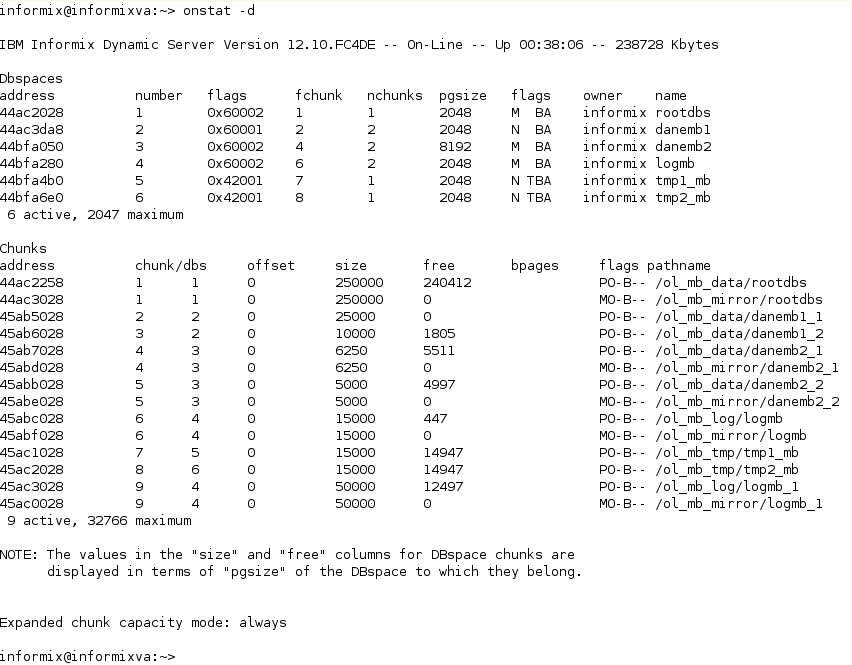 informix@informixva:~> onstat -d
IBM Informix Dynamic Server Version 12.10.FC4DE -- On-Line -- Up 00:38:06 -- 238728 Kbytes
Dbspaces
address number flags fchunk nchunks pgsize flags owner name
44ac2028 1 0x60002 1 1 2048 M BA informix rootdbs
44ac3da8 2 0x60001 2 2 2048 N BA informix danemb1
44bfa050 3 0x60002 4 2 8192 M BA informix danemb2
44bfa280 4 0x60002 6 2 2048 M BA informix logmb
44bfa4b0 5 0x42001 7 1 2048 N TBA informix tmp1_mb
44bfa6e0 6 0x42001 8 1 2048 N TBA informix tmp2_mb
6 active, 2047 maximum
Chunks
address chunk/dbs offset size free bpages flags pathname
44ac2258 1 1 0 250000 240412 PO-B-- /ol_mb_data/rootdbs
44ac3028 1 1 0 250000 0 MO-B-- /ol_mb_mirror/rootdbs
45ab5028 2 2 0 25000 0 PO-B-- /ol_mb_data/danemb1_1
45ab6028 3 2 0 10000 1805 PO-B-- /ol_mb_data/danemb1_2
45ab7028 4 3 0 6250 5511 PO-B-- /ol_mb_data/danemb2_1
45abd028 4 3 0 6250 0 MO-B-- /ol_mb_mirror/danemb2_1
45abb028 5 3 0 5000 4997 PO-B-- /ol_mb_data/danemb2_2
45abe028 5 3 0 5000 0 MO-B-- /ol_mb_mirror/danemb2_2
45abc028 6 4 0 15000 447 PO-B-- /ol_mb_log/logmb
45abf028 6 4 0 15000 0 MO-B-- /ol_mb_mirror/logmb
45ac1028 7 5 0 15000 14947 PO-B-- /ol_mb_tmp/tmp1_mb
45ac2028 8 6 0 15000 14947 PO-B-- /ol_mb_tmp/tmp2_mb
45ac3028 9 4 0 50000 12497 PO-B-- /ol_mb_log/logmb_1
45ac0028 9 4 0 50000 0 MO-B-- /ol_mb_mirror/logmb_1
9 active, 32766 maximum
NOTE: The values in the "size" and "free" columns for DBspace chunks are
displayed in terms of "pgsize" of the DBspace to which they belong.
Expanded chunk capacity mode: always
informix@informixva:~>